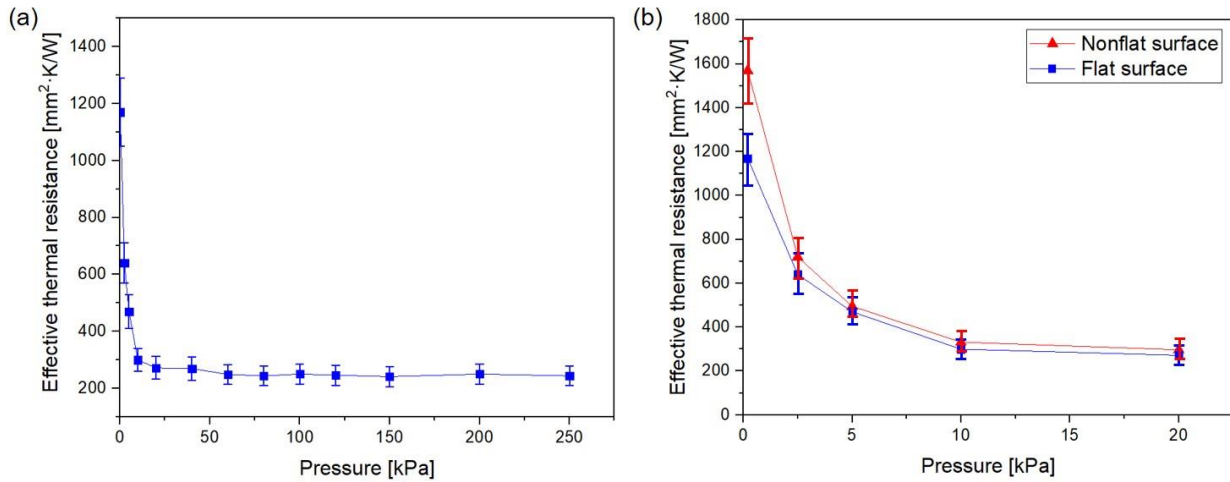 (a)
Effective thermal resistance [mm²·K/W]
1400
1200
1000
800
600
400
200
0 50 100 150 200 250
Pressure [kPa]
(b)
Effective thermal resistance [mm²·K/W]
1800
1600
1400
1200
1000
800
600
400
200
0
0 5 10 15 20
Pressure [kPa]
Nonflat surface
Flat surface